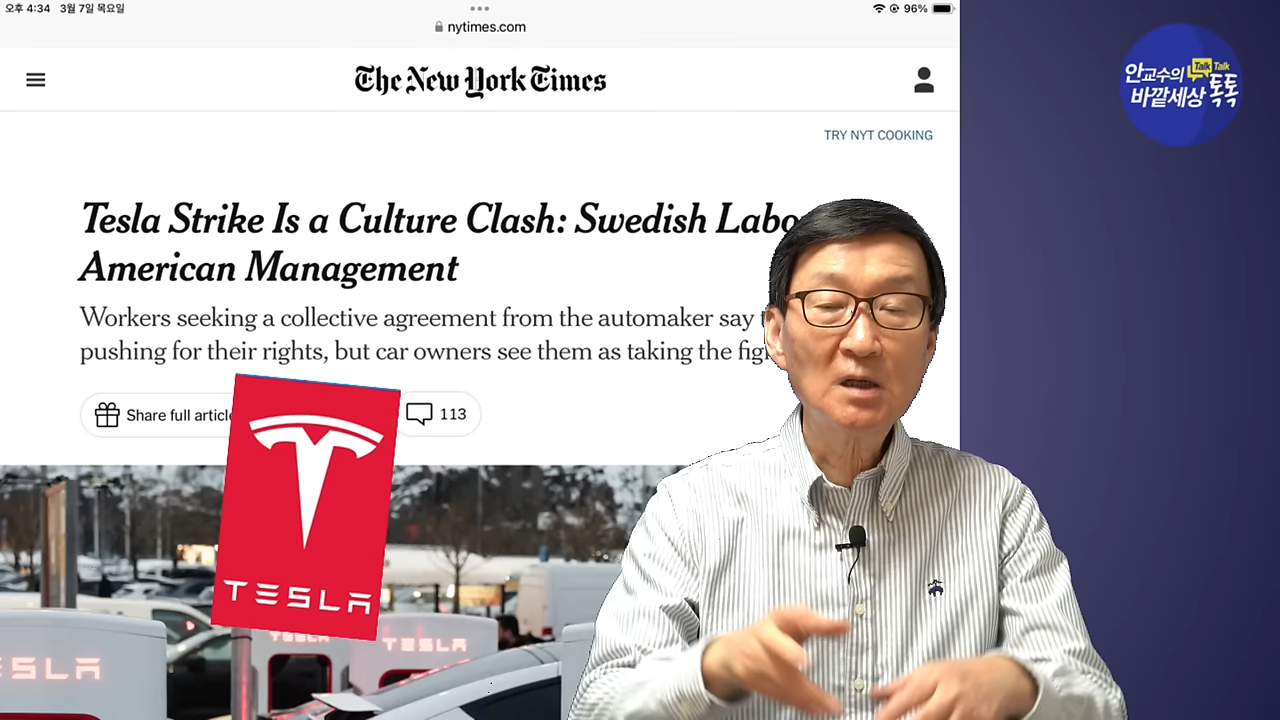 오후 4:34 3월 7일 목요일
96%
nytimes.com
The New York Times
TRY NYT COOKING
안교수의 Talk Talk
바깥세상 톡톡
Tesla Strike Is a Culture Clash: Swedish Labo
American Management
Workers seeking a collective agreement from the automaker say
pushing for their rights, but car owners see them as taking the fig
Share full article
113
TESLA
TESLA
TESLA
ESLA